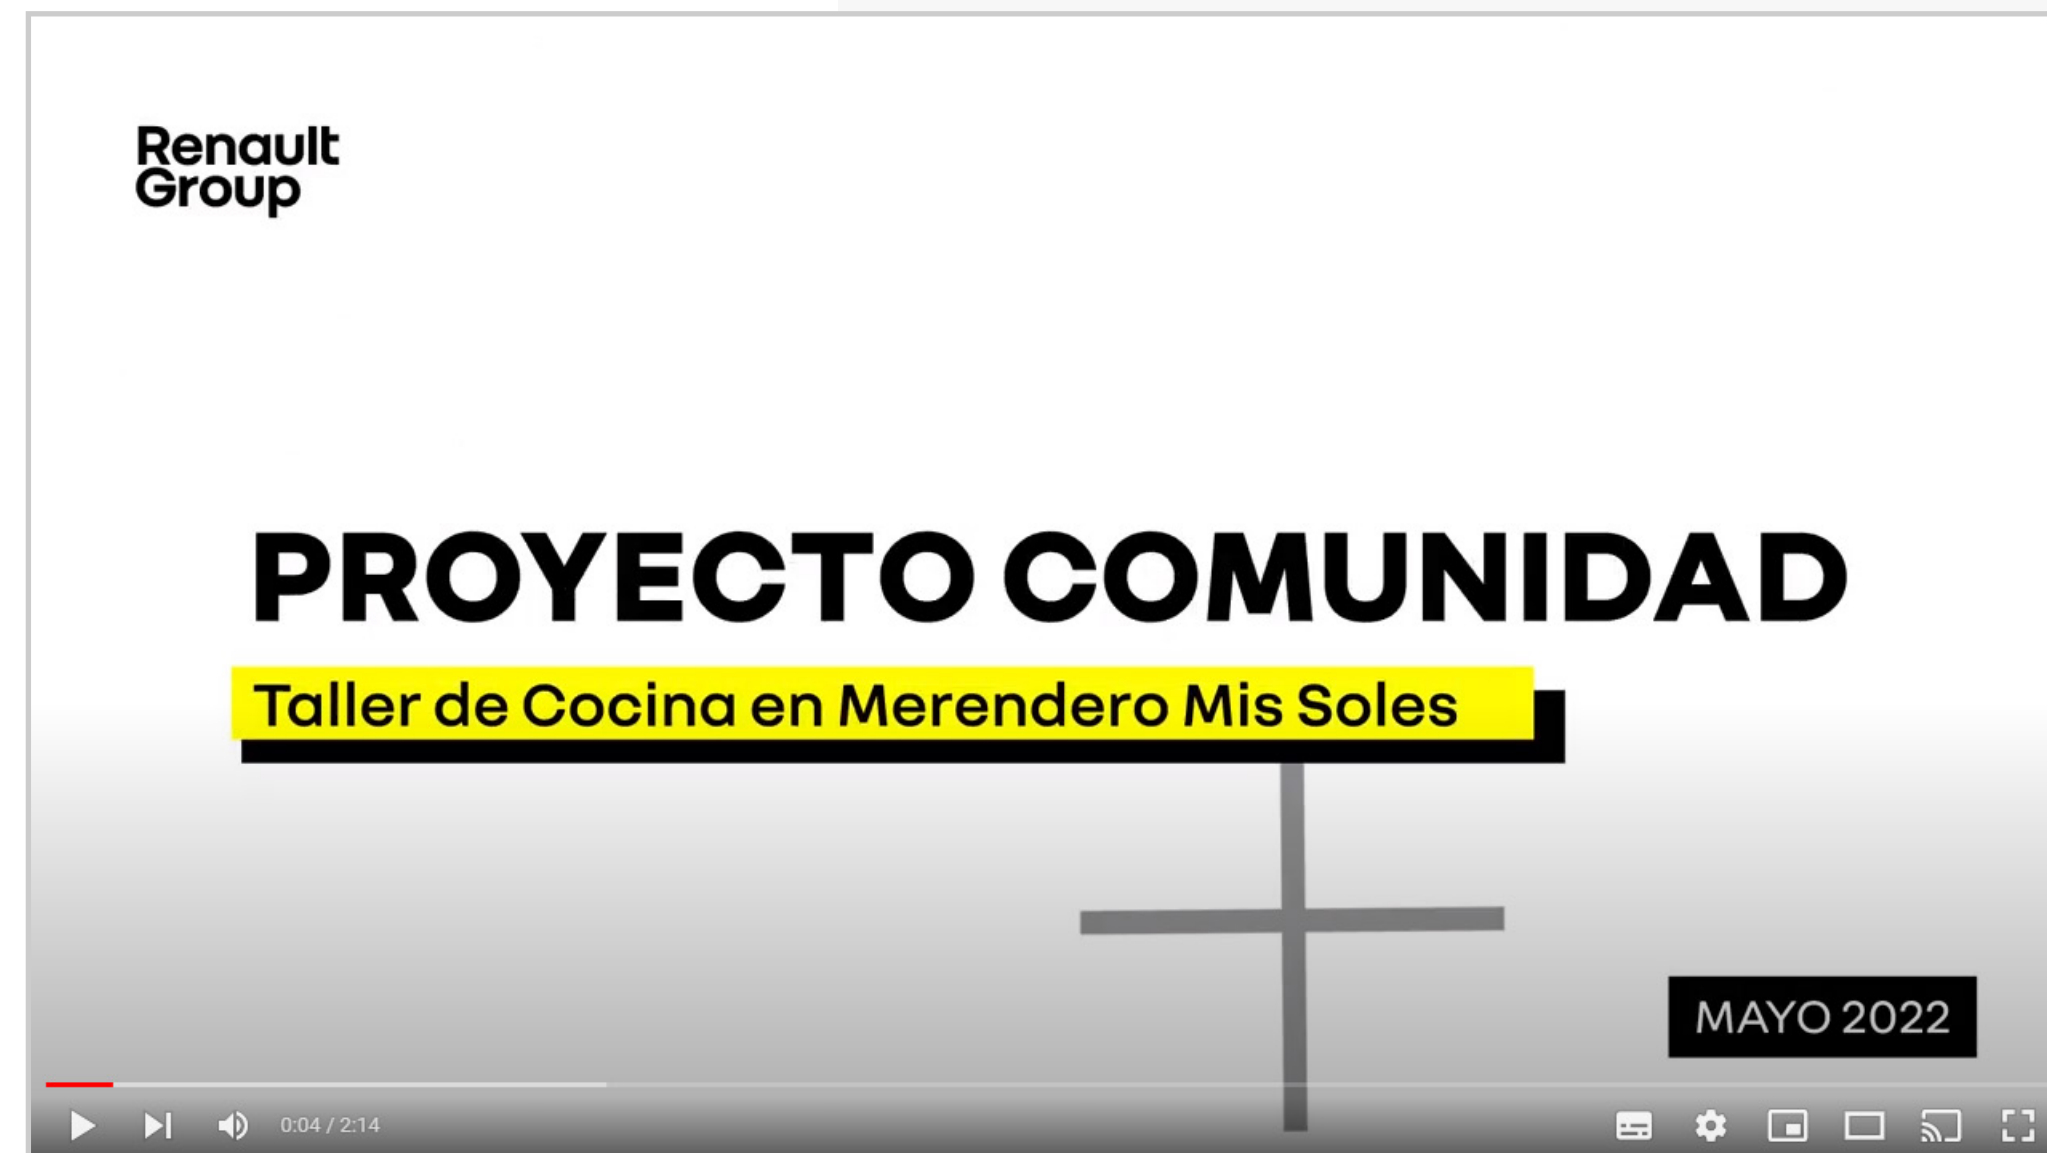 Renault
Group
PROYECTO COMUNIDAD
Taller de Cocina en Merendero Mis Soles
MAYO 2022
0:04 / 2:14